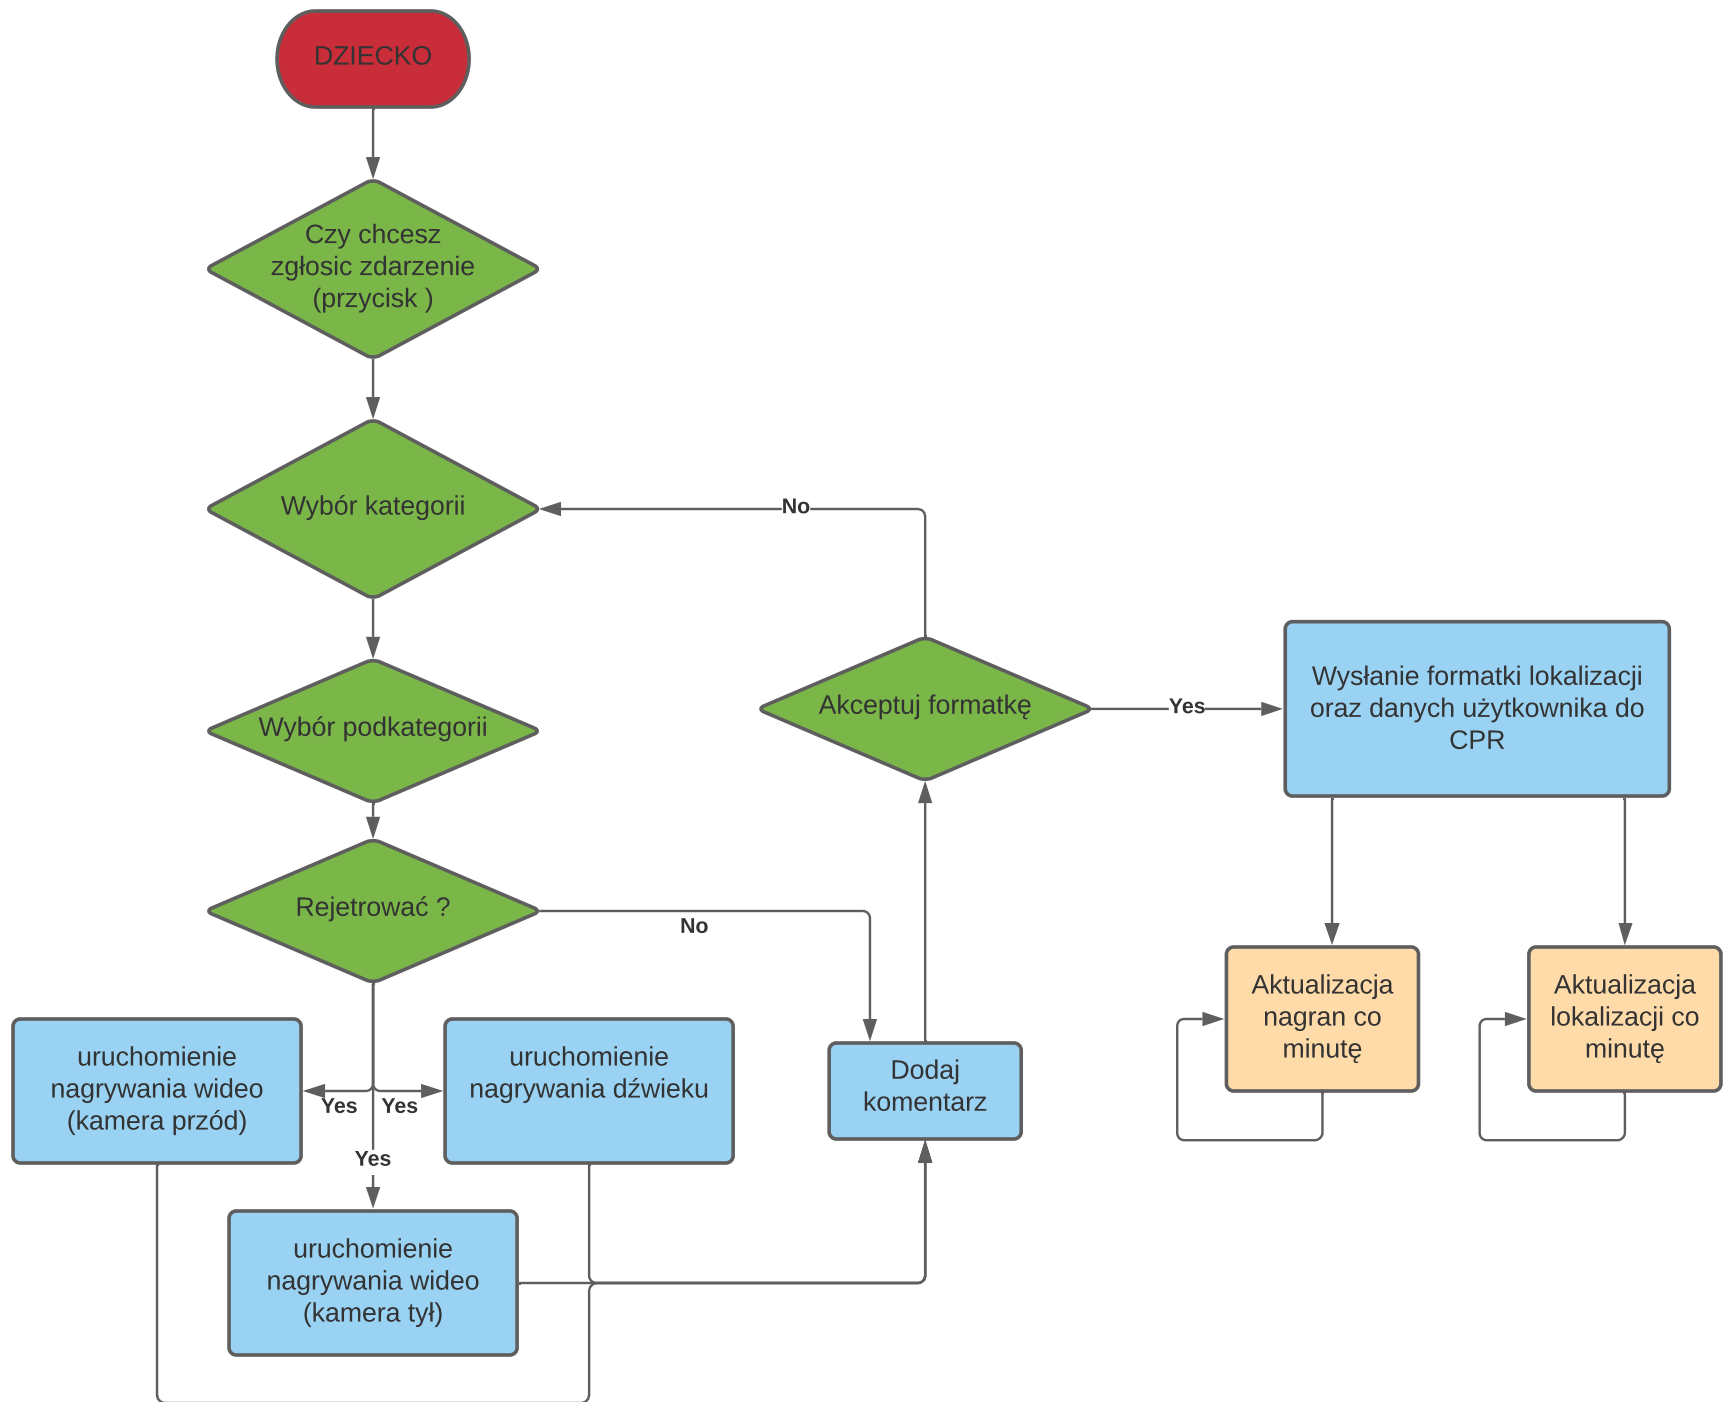 DZIECKO
Czy chcesz
zgłosic zdarzenie
(przycisk )
Wybór kategorii
No
Wybór podkategorii
Akceptuj formatkę
Yes
Wysłanie formatki lokalizacji
oraz danych użytkownika do
CPR
Rejetrować ?
No
Aktualizacja
nagran co
minutę
Aktualizacja
lokalizacji co
minutę
uruchomienie
nagrywania wideo
(kamera przód)
Yes
Yes
Yes
uruchomienie
nagrywania dźwieku
Dodaj
komentarz
uruchomienie
nagrywania wideo
(kamera tył)